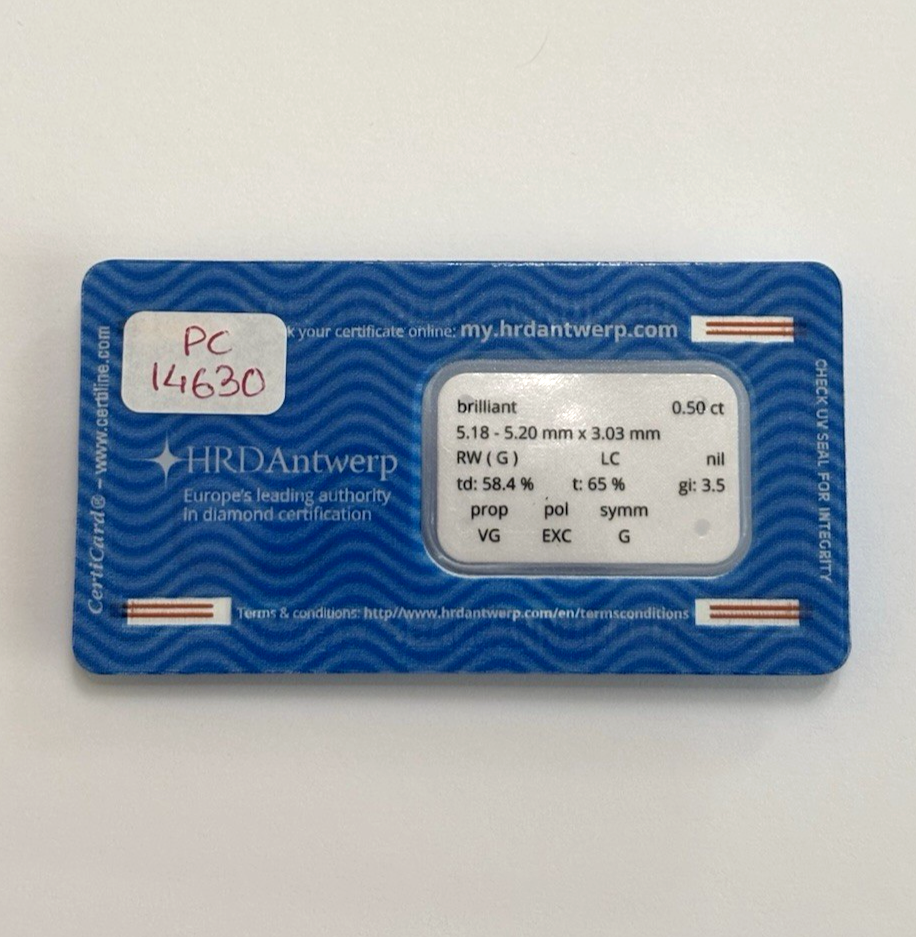 PC
14630
k your certificate online: my.hrdantwerp.com
CertiCard® - www.certiline.com
HRDAntwerp
Europe's leading authority
in diamond certification
brilliant 0.50 ct
5.18 - 5.20 mm x 3.03 mm
RW ( G ) LC nil
td: 58.4 % t: 65 % gi: 3.5
prop pol symm
VG EXC G
CHECK UV SEAL FOR INTEGRITY
Terms & conditions: http//www.hrdantwerp.com/en/termsconditions